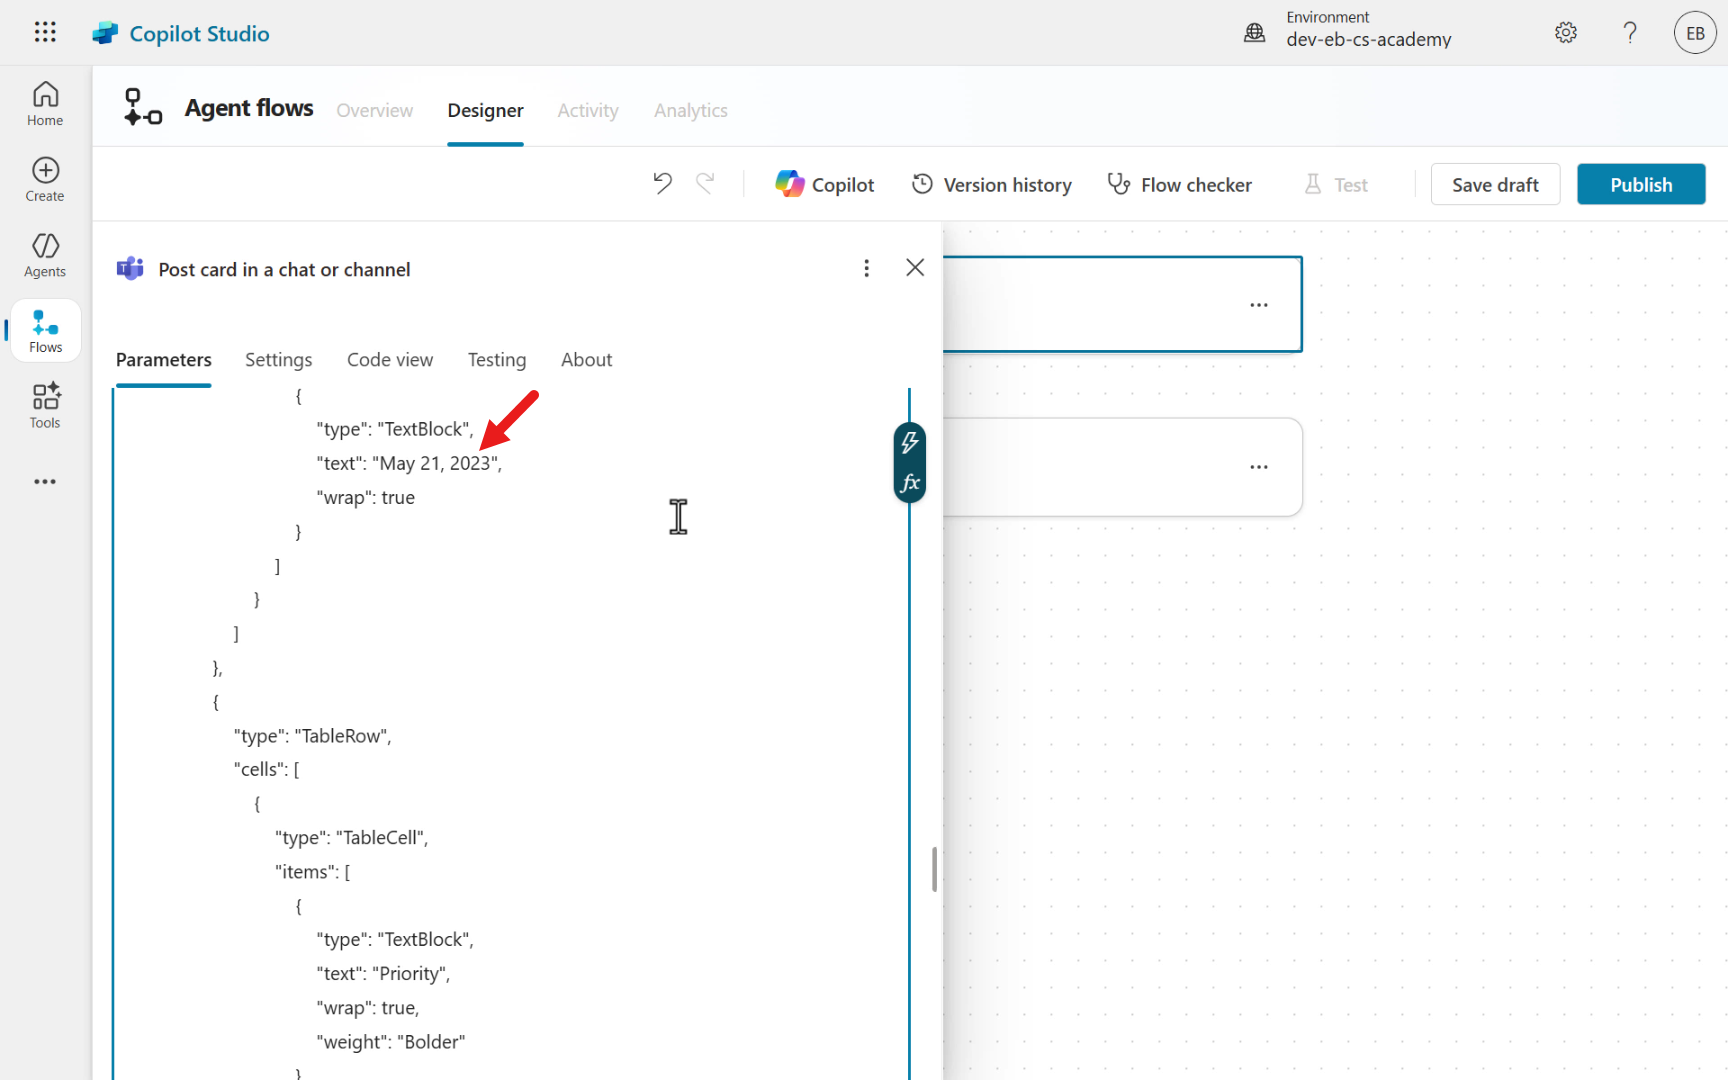 Copilot Studio
Environment
dev-eb-cs-academy
EB
Home
Create
Agents
Flows
Tools
Agent flows
Overview
Designer
Activity
Analytics
Copilot
Version history
Flow checker
Test
Save draft
Publish
Post card in a chat or channel
Parameters
Settings
Code view
Testing
About
{
"type": "TextBlock",
"text": "May 21, 2023",
"wrap": true
}
]
}
]
},
{
"type": "TableRow",
"cells": [
{
"type": "TableCell",
"items": [
{
"type": "TextBlock",
"text": "Priority",
"wrap": true,
"weight": "Bolder"
}
fx